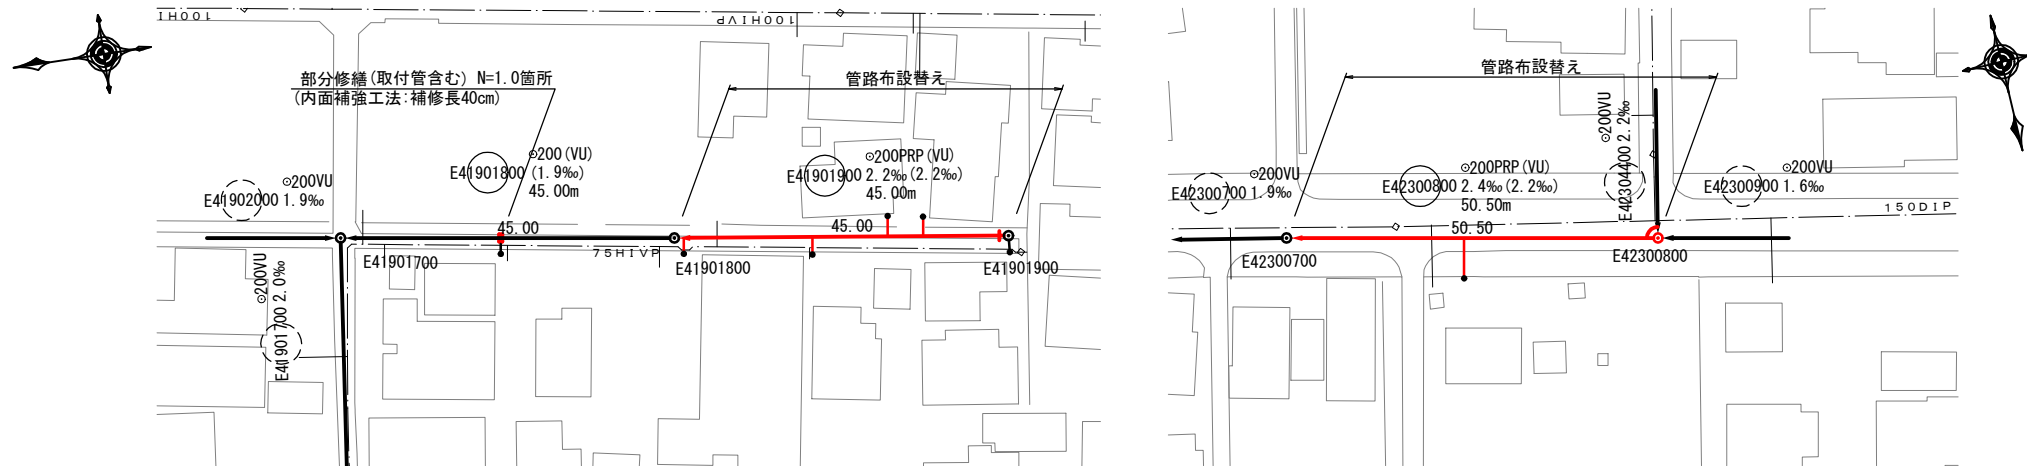 100HI
100HIVP
部分修繕(取付管含む) N=1.0箇所
(内面補強工法:補修長40cm)
管路布設替え
⊙200VU
E41902000 1.9‰
⊙200(VU)
E41901800 (1.9‰)
45.00m
⊙200PRP(VU)
E41901900 2.2‰(2.2‰)
45.00m
45.00
45.00
E41901700
75HIVP
E41901800
E41901900
⊙200VU
E41901700 2.0‰
管路布設替え
⊙200VU
E42300700 1.9‰
⊙200PRP(VU)
E42300800 2.4‰(2.2‰)
50.50m
⊙200VU
E42304400 2.2‰
⊙200VU
E42300900 1.6‰
150DIP
50.50
E42300700
E42300800